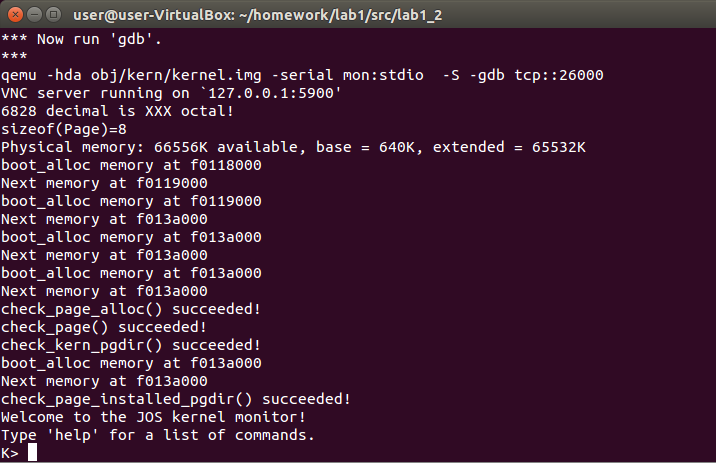 user@user-VirtualBox: ~/homework/lab1/src/lab1_2
*** Now run 'gdb'.
***
qemu -hda obj/kern/kernel.img -serial mon:stdio  -S -gdb tcp::26000
VNC server running on `127.0.0.1:5900'
6828 decimal is XXX octal!
sizeof(Page)=8
Physical memory: 66556K available, base = 640K, extended = 65532K
boot_alloc memory at f0118000
Next memory at f0119000
boot_alloc memory at f0119000
Next memory at f013a000
boot_alloc memory at f013a000
Next memory at f013a000
boot_alloc memory at f013a000
Next memory at f013a000
check_page_alloc() succeeded!
check_page() succeeded!
check_kern_pgdir() succeeded!
boot_alloc memory at f013a000
Next memory at f013a000
check_page_installed_pgdir() succeeded!
Welcome to the JOS kernel monitor!
Type 'help' for a list of commands.
K>